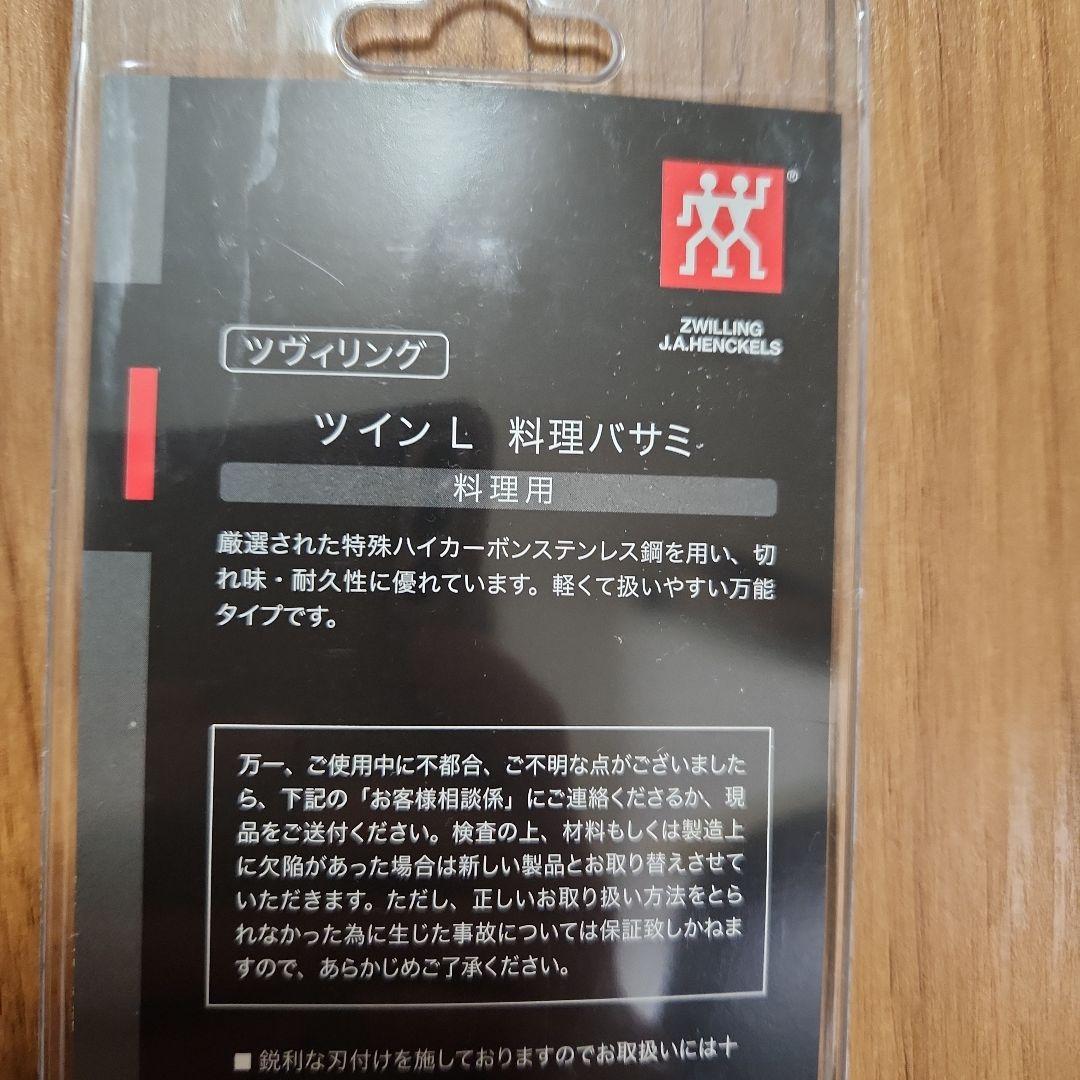 ®
ZWILLING
J.A.HENCKELS
ツヴィリング
ツイン L 料理バサミ
料理用
厳選された特殊ハイカーボンステンレス鋼を用い、切
れ味・耐久性に優れています。軽くて扱いやすい万能
タイプです。
万一、ご使用中に不都合、ご不明な点がございました
ら、下記の「お客様相談係」にご連絡くださるか、現
品をご送付ください。検査の上、材料もしくは製造上
に欠陥があった場合は新しい製品とお取り替えさせて
いただきます。ただし、正しいお取り扱い方法をとら
れなかった為に生じた事故については保証致しかねま
すので、あらかじめご了承ください。
■ 鋭利な刃付けを施しておりますのでお取扱いには十